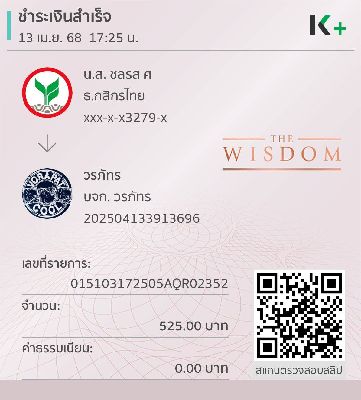 ชำระเงินสำเร็จ
13 เม.ย. 68 17:25 น.
K+
น.ส. ชลรส ศ
ธ.กสิกรไทย
xxx-x-x3279-x
THE
WISDOM
VORAPAT
COOL
วรภัทร
บจก. วรภัทร
202504133913696
เลขที่รายการ:
015103172505AQR02352
จำนวน:
525.00 บาท
ค่าธรรมเนียม:
0.00 บาท
สแกนตรวจสอบสลิป